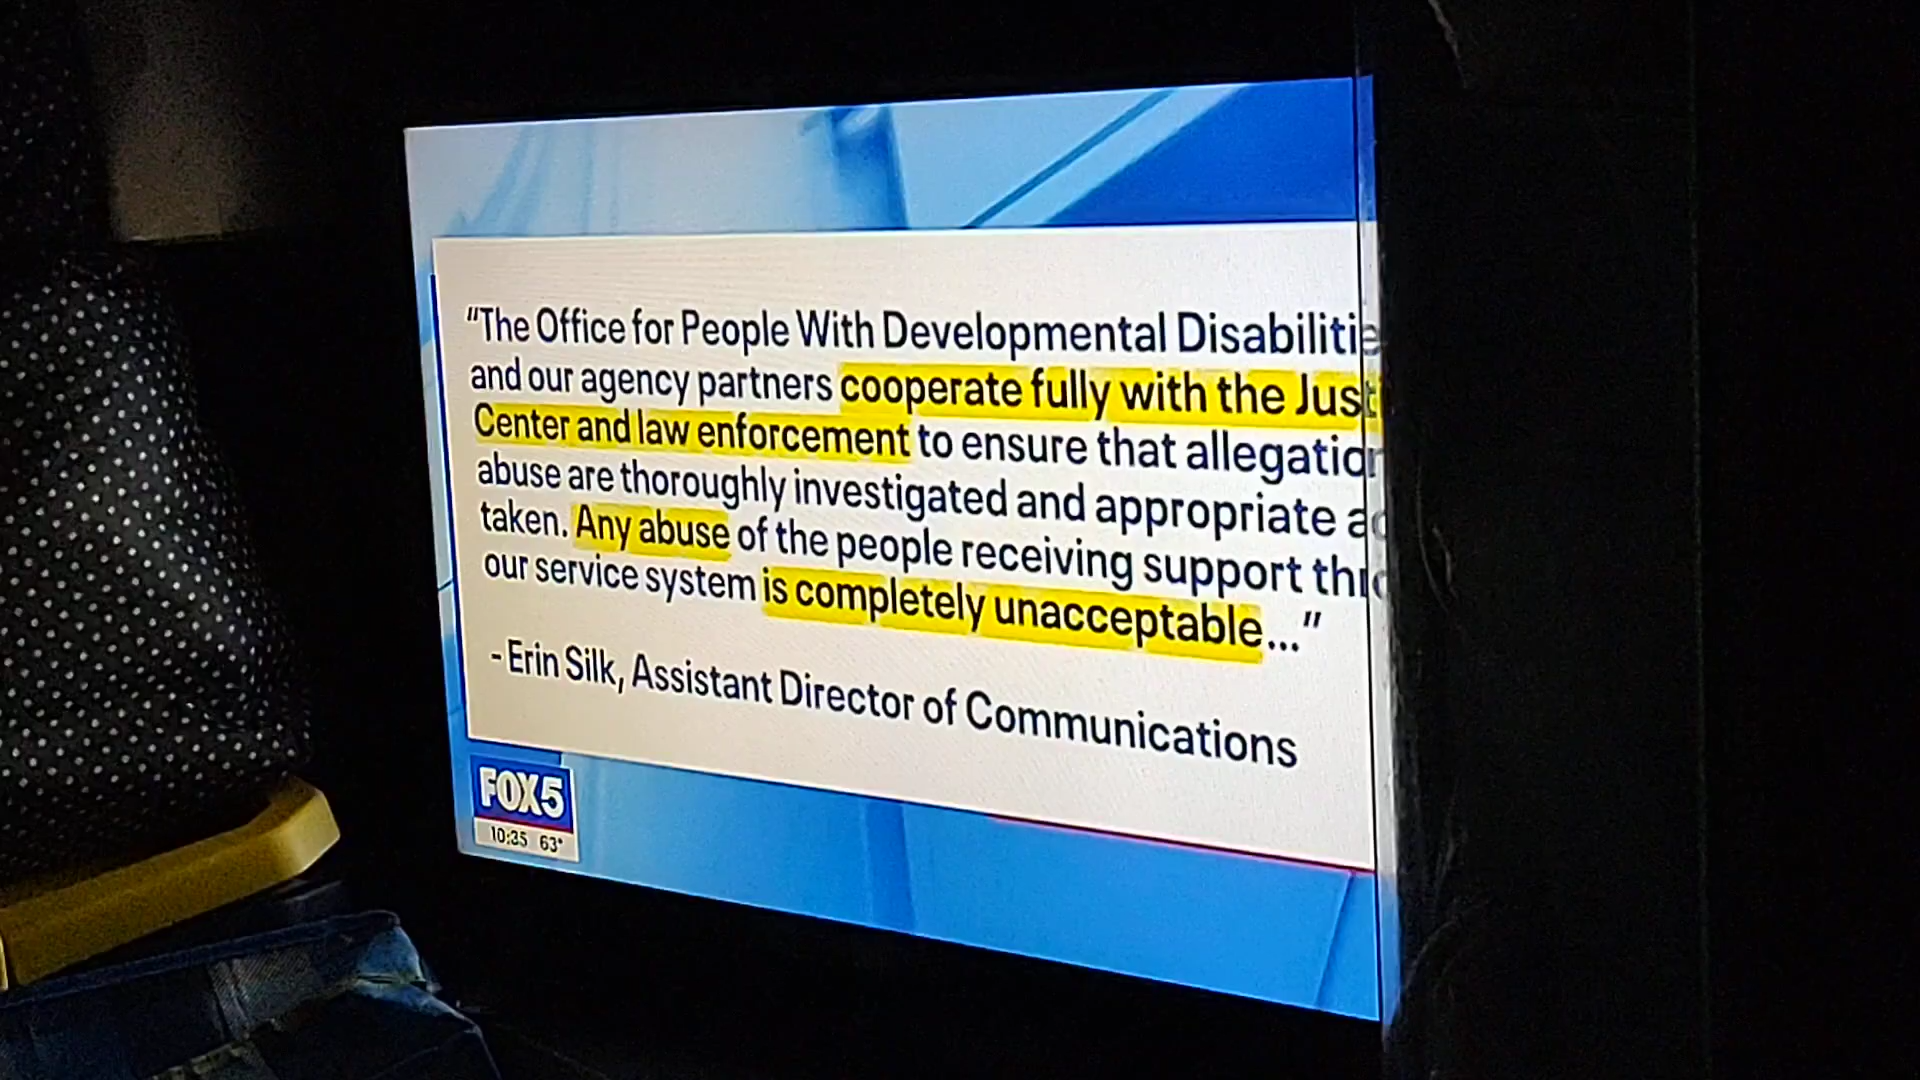 “The Office for People With Developmental
and our agency partners cooperate fully with the
Center and law enforcement to ensure that
abuse are thoroughly investigated and appropriate
taken. Any abuse of the people receiving support
our service system is completely unacceptable...”
- Erin Silk, Assistant Director of Communications
FOX5
10:35 63°